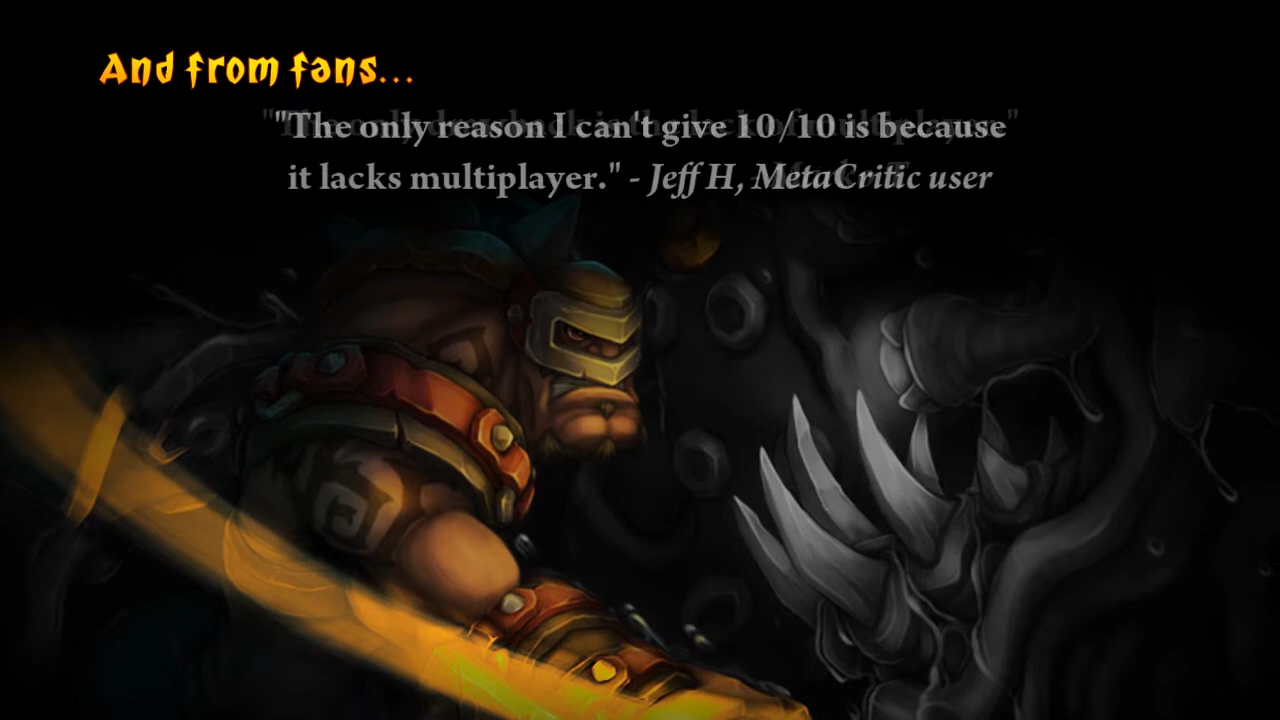 And from fans...
"The only reason I can't give 10/10 is because
it lacks multiplayer." - Jeff H, MetaCritic user